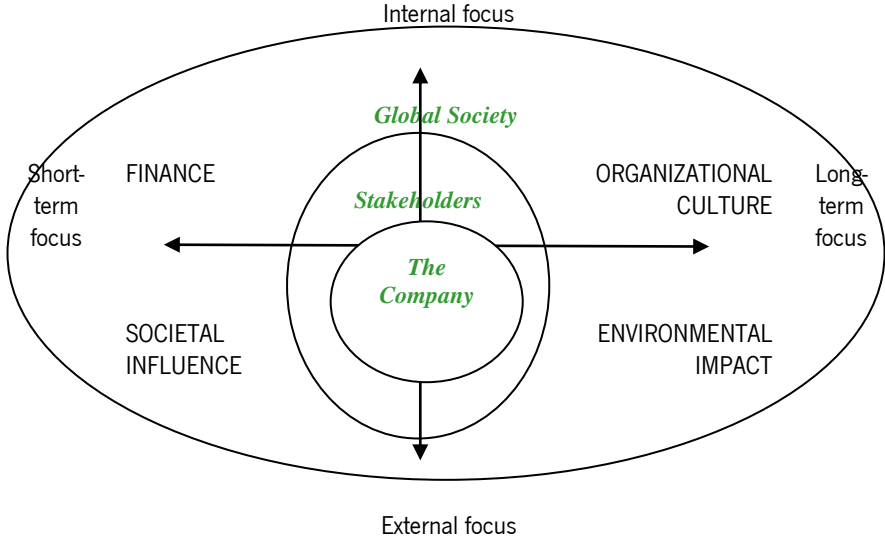 Internal focus
Global Society
Short-
term
focus
FINANCE
Stakeholders
ORGANIZATIONAL
CULTURE
Long-
term
focus
The
Company
SOCIETAL
INFLUENCE
ENVIRONMENTAL
IMPACT
External focus